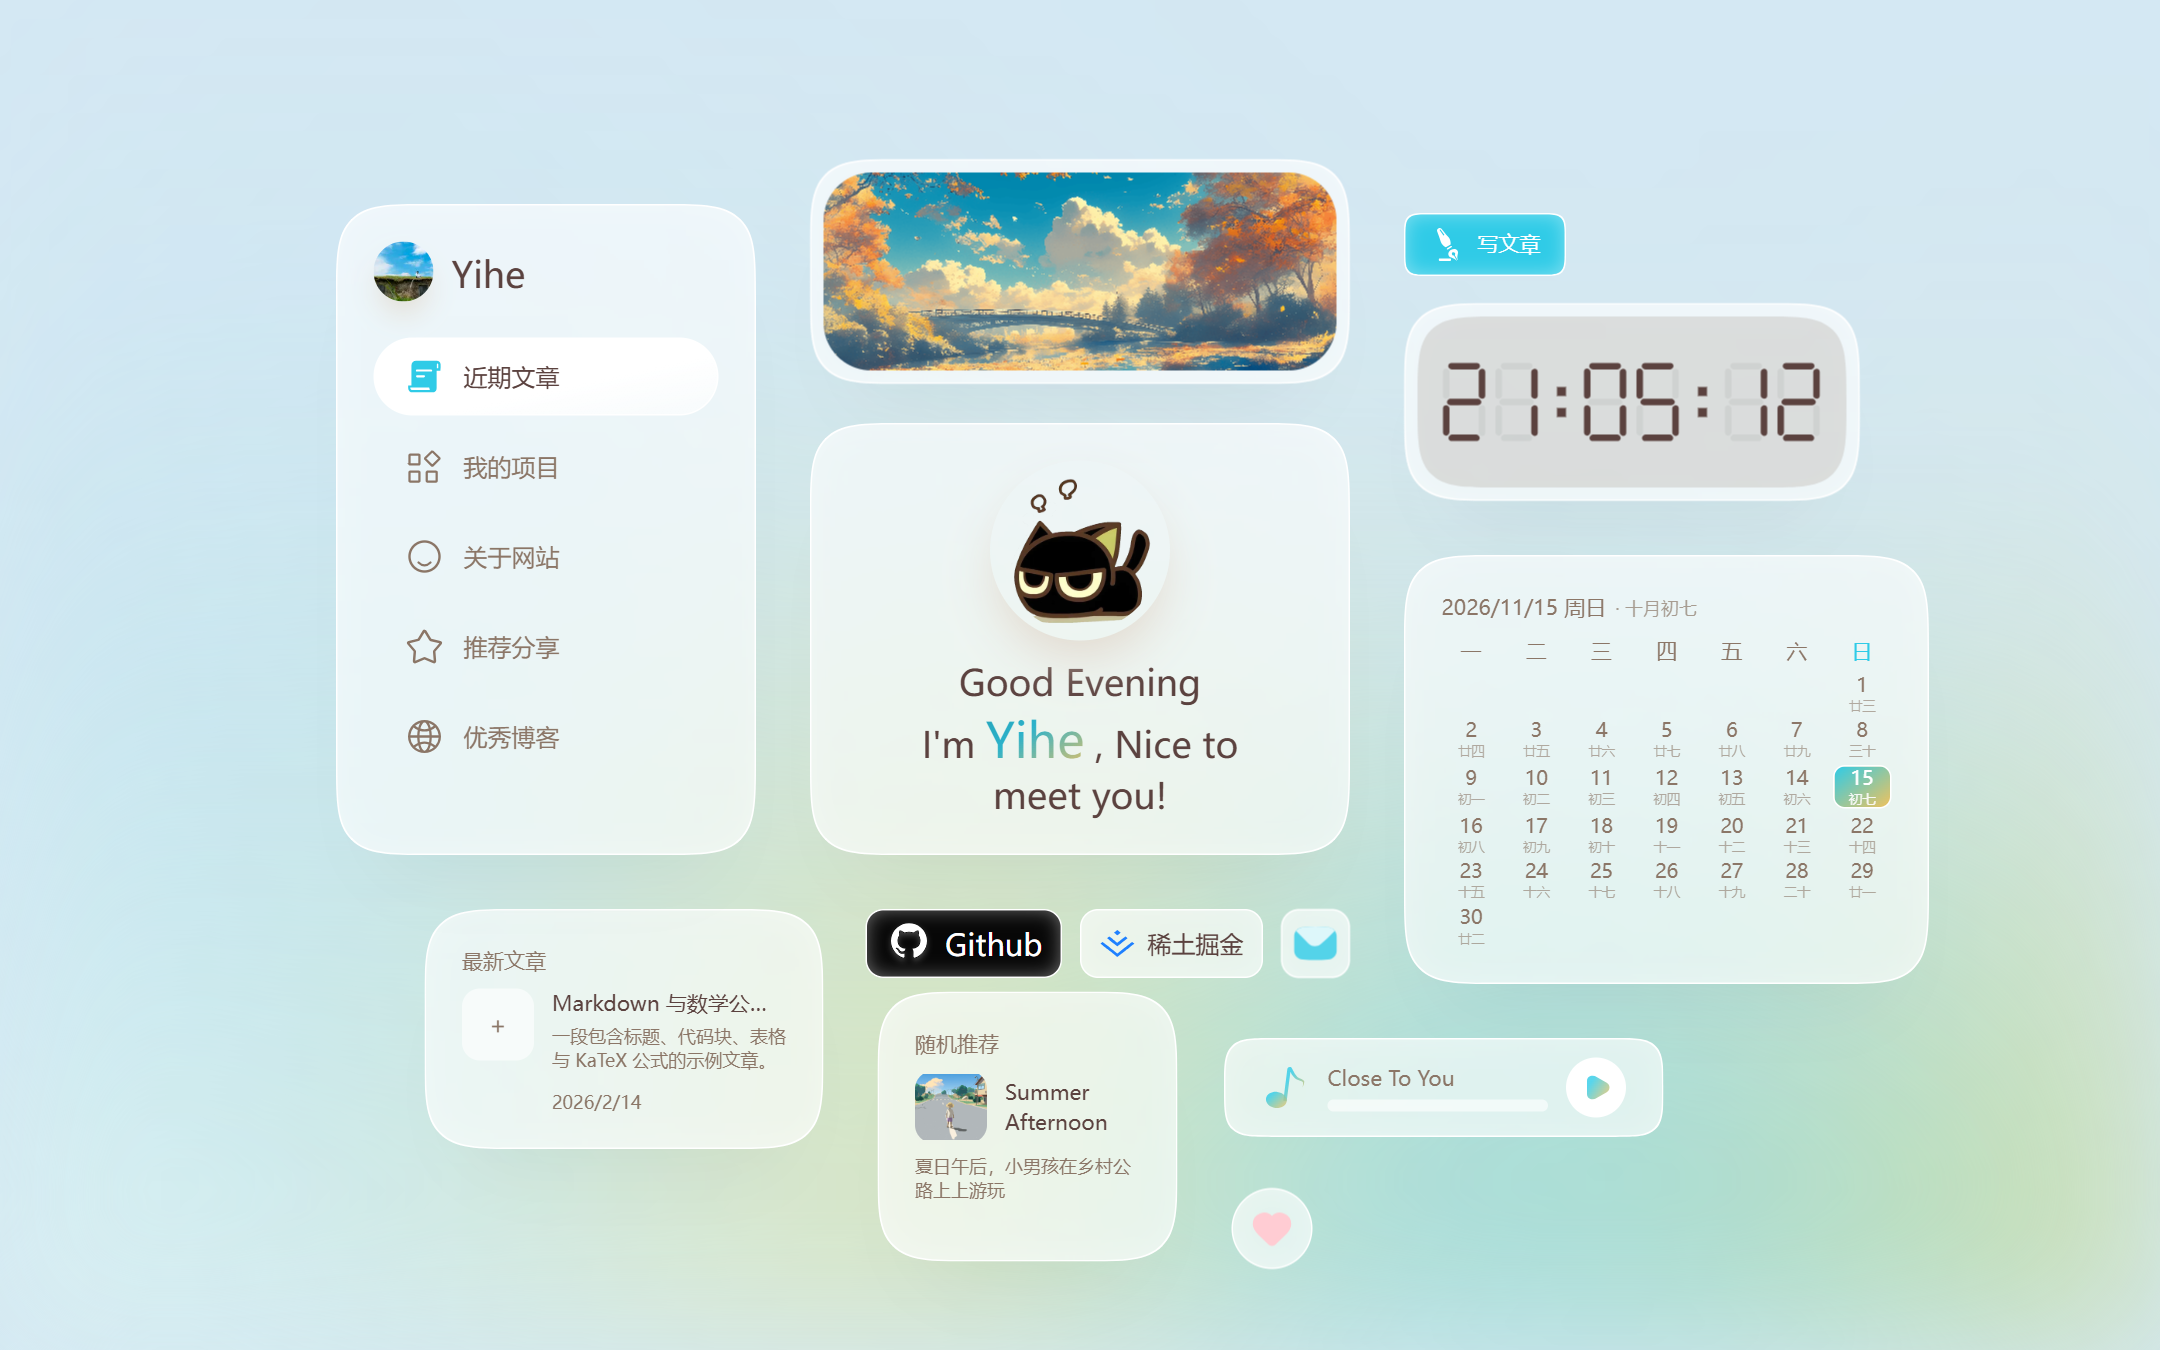 Yihe
近期文章
我的项目
关于网站
推荐分享
优秀博客
Good Evening
I'm Yihe , Nice to
meet you!
写文章
21:05:12
2026/11/15 周日 · 十月初七
一 二 三 四 五 六 日
1
廿三
2 3 4 5 6 7 8
廿四 廿五 廿六 廿七 廿八 廿九 三十
9 10 11 12 13 14 15
初一 初二 初三 初四 初五 初六 初七
16 17 18 19 20 21 22
初八 初九 初十 十一 十二 十三 十四
23 24 25 26 27 28 29
十五 十六 十七 十八 十九 二十 廿一
30
廿二
最新文章
+
Markdown 与数学公...
一段包含标题、代码块、表格
与 KaTeX 公式的示例文章。
2026/2/14
Github
稀土掘金
随机推荐
Summer
Afternoon
夏日午后，小男孩在乡村公
路上上游玩
Close To You